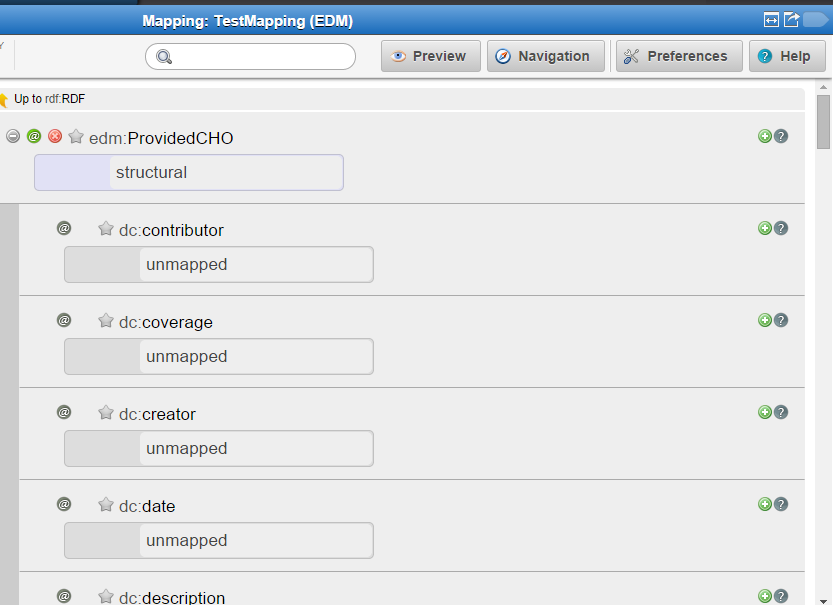 Mapping: TestMapping (EDM)
Preview
Navigation
Preferences
Help
Up to rdf:RDF
edm:ProvidedCHO
structural
dc:contributor
unmapped
dc:coverage
unmapped
dc:creator
unmapped
dc:date
unmapped
dc:description